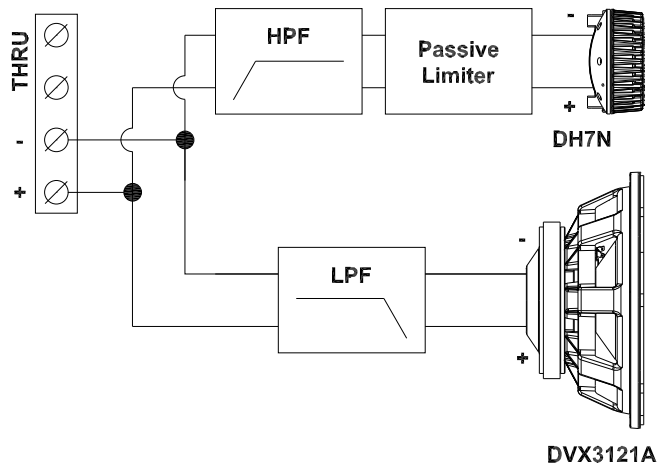 THRU
-
+
HPF
Passive
Limiter
-
+
DH7N
LPF
-
+
DVX3121A